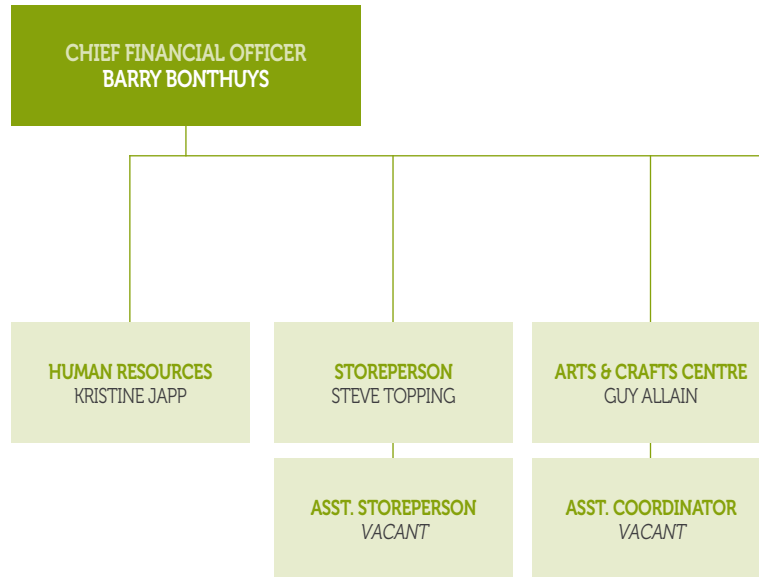 CHIEF FINANCIAL OFFICER
BARRY BONTHUYS
HUMAN RESOURCES
KRISTINE JAPP
STOREPERSON
STEVE TOPPING
ARTS & CRAFTS CENTRE
GUY ALLAIN
ASST. STOREPERSON
VACANT
ASST. COORDINATOR
VACANT